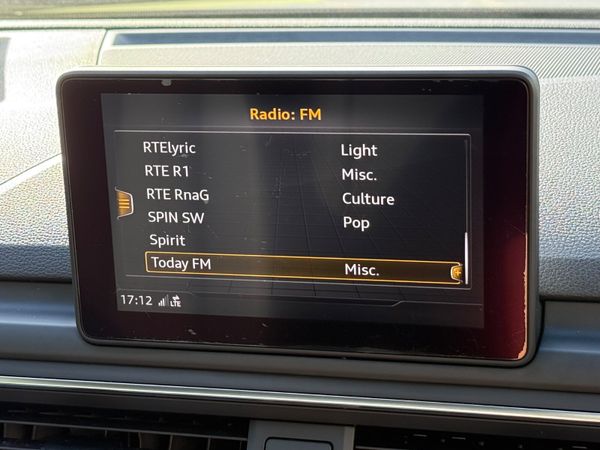 Radio: FM
RTElyric Light
RTE R1 Misc.
RTE RnaG Culture
SPIN SW Pop
Spirit
Today FM Misc.
17:12 LTE